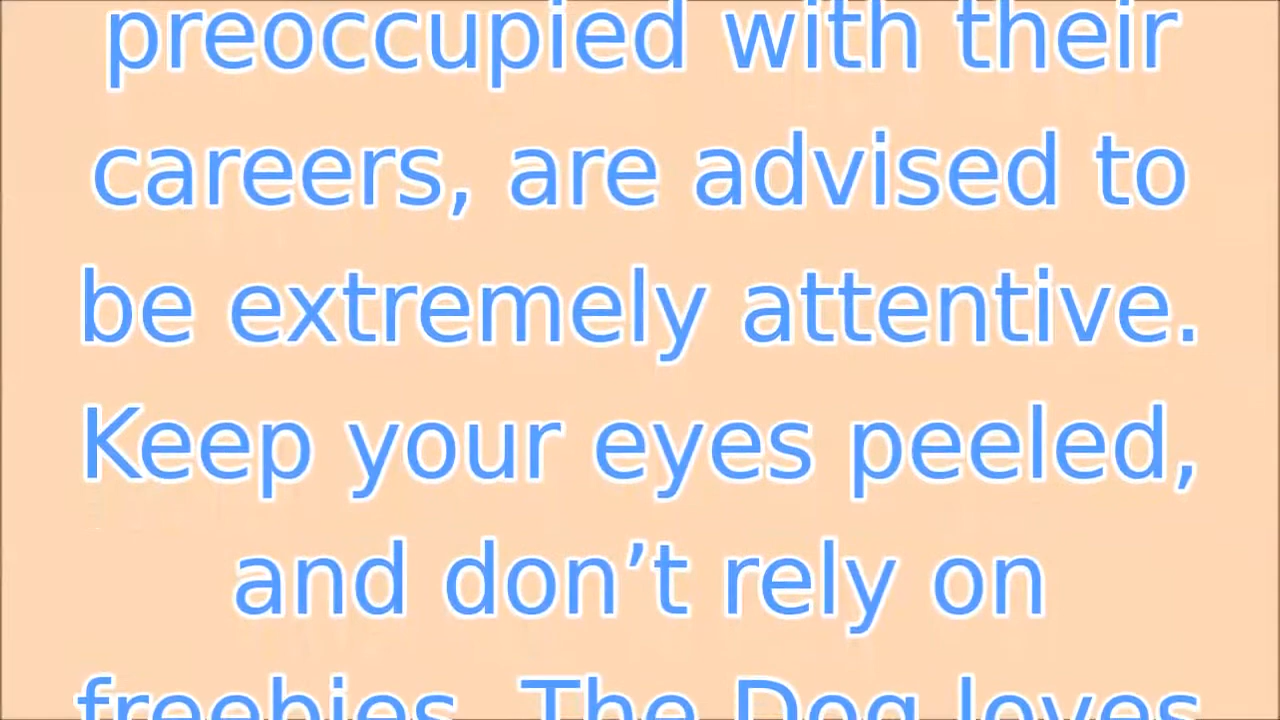 preoccupied with their
careers, are advised to
be extremely attentive.
Keep your eyes peeled,
and don’t rely on
freebies. The Dog loves